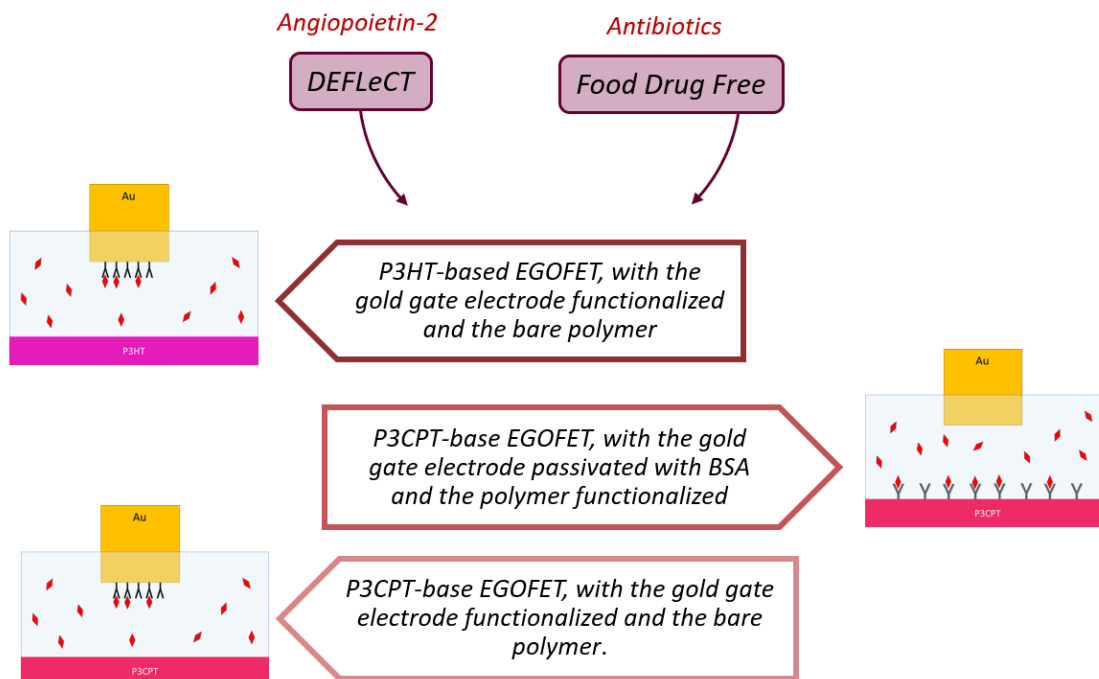 Angiopoietin-2
Antibiotics
DEFLeCT
Food Drug Free
Au
P3HT-based EGOFET, with the
gold gate electrode functionalized
and the bare polymer
P3HT
Au
P3CPT-base EGOFET, with the gold
gate electrode passivated with BSA
and the polymer functionalized
P3CPT
Au
P3CPT-base EGOFET, with the gold gate
electrode functionalized and the bare
polymer.
P3CPT